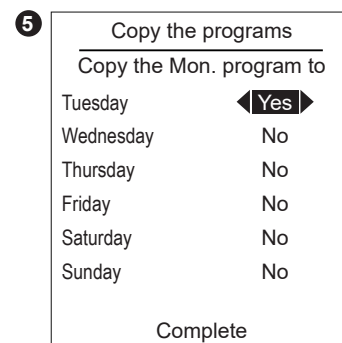 5
Copy the programs
Copy the Mon. program to
Tuesday Yes
Wednesday No
Thursday No
Friday No
Saturday No
Sunday No
Complete